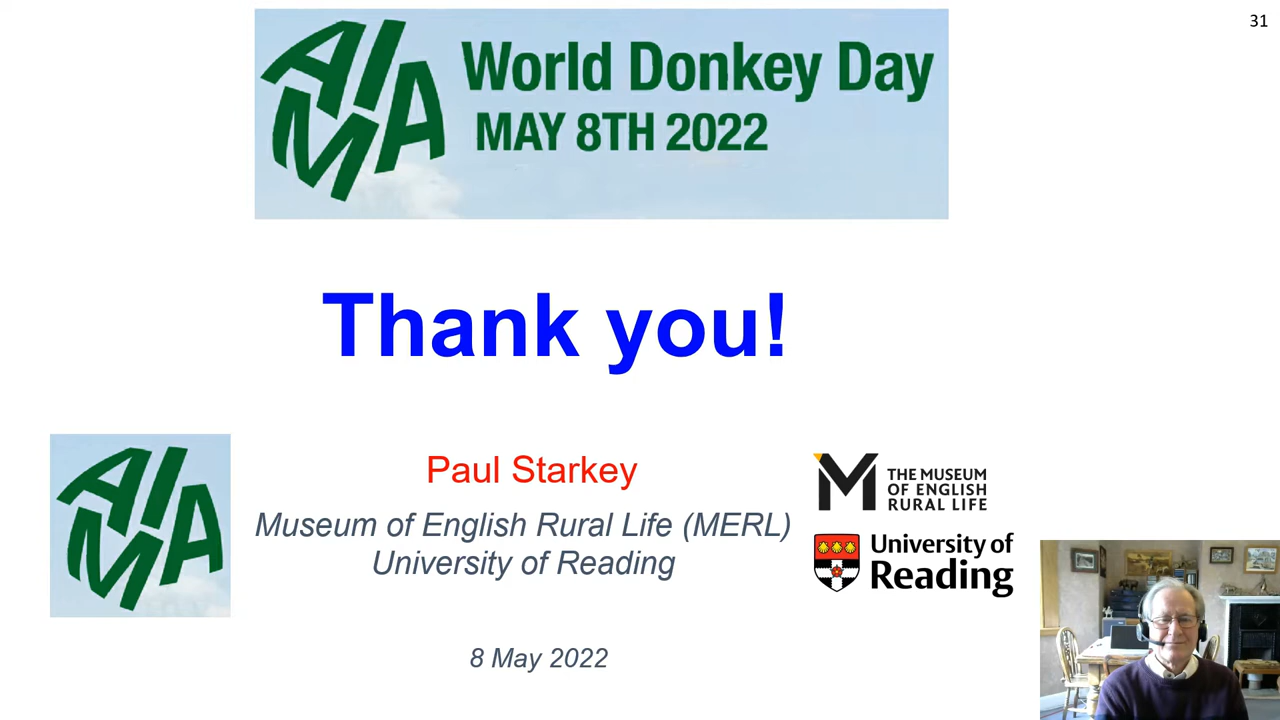 31
AIMA
World Donkey Day
MAY 8TH 2022
Thank you!
AIMA
Paul Starkey
Museum of English Rural Life (MERL)
University of Reading
M THE MUSEUM
OF ENGLISH
RURAL LIFE
University of
Reading
8 May 2022